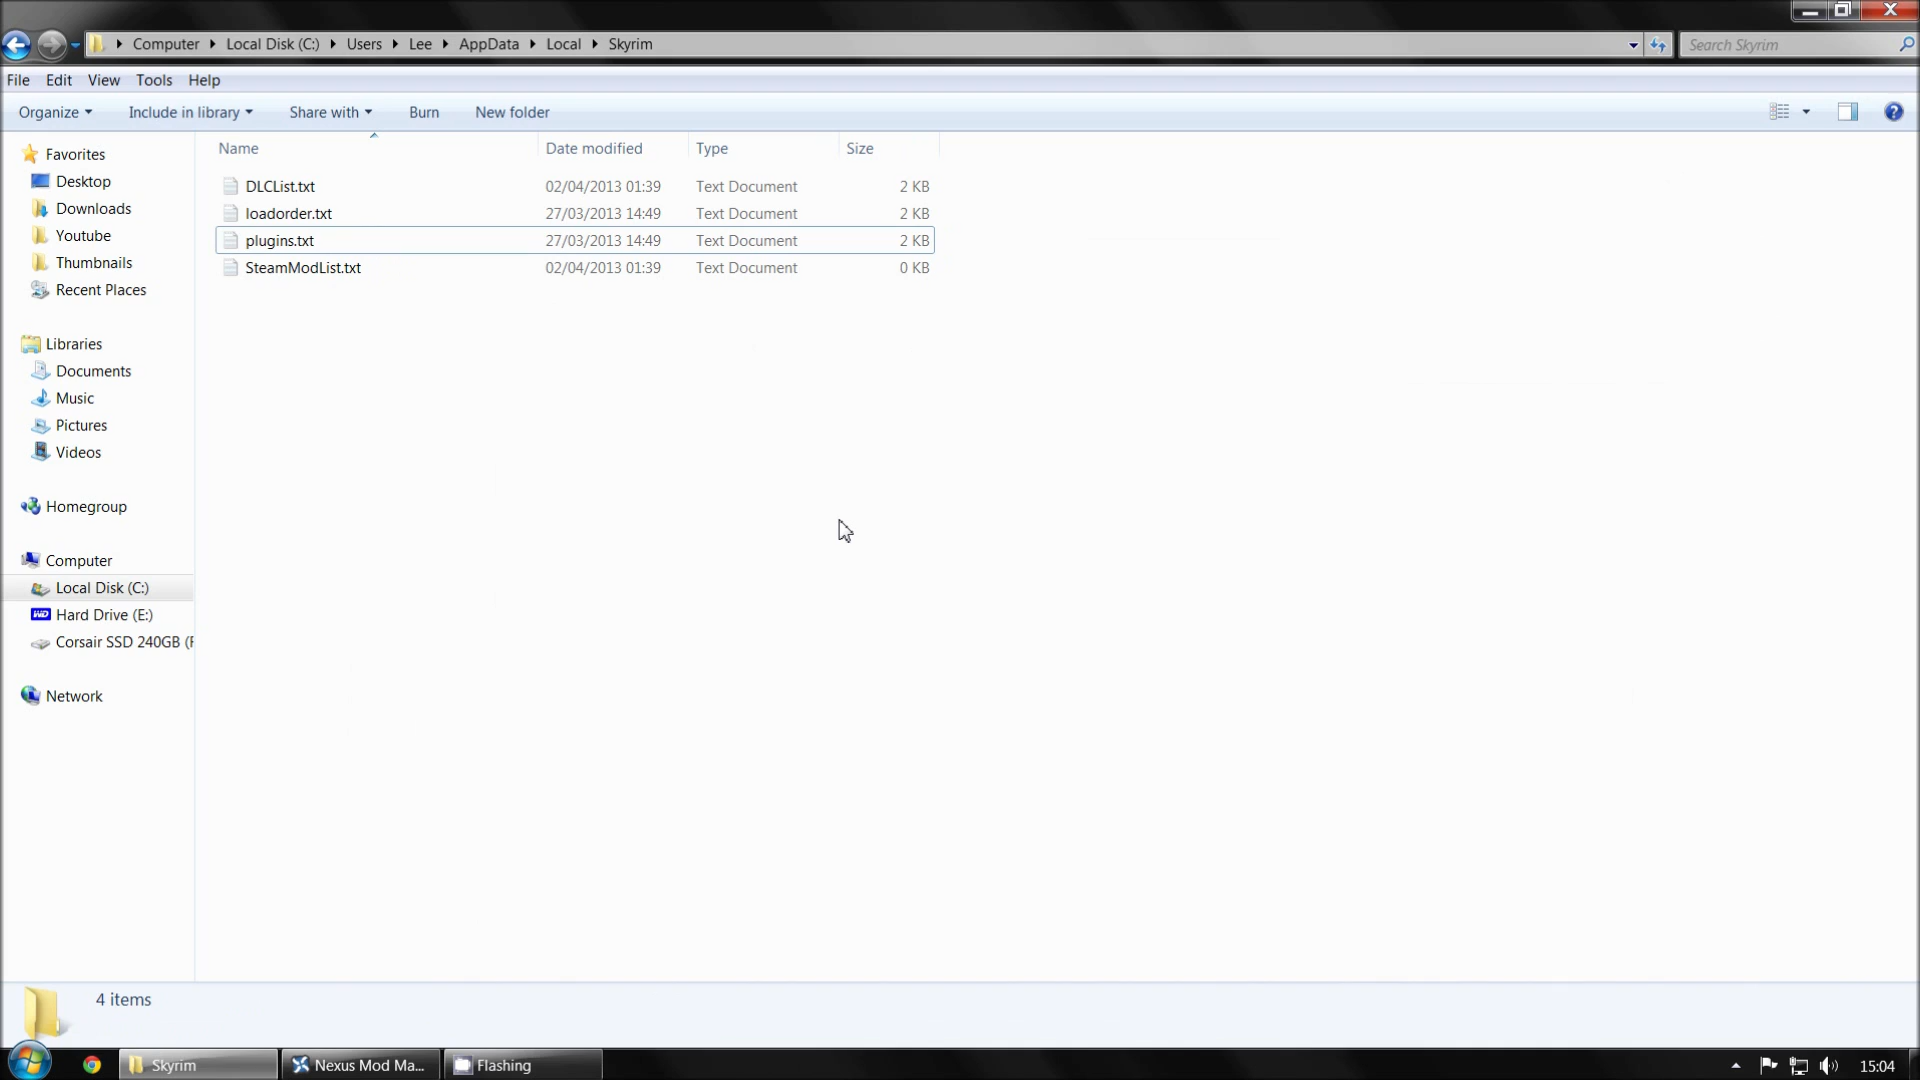 Computer Local Disk (C:) Users Lee AppData Local Skyrim
Search Skyrim
File Edit View Tools Help
Organize Include in library Share with Burn New folder
Name Date modified Type Size
DLCList.txt 02/04/2013 01:39 Text Document 2 KB
loadorder.txt 27/03/2013 14:49 Text Document 2 KB
plugins.txt 27/03/2013 14:49 Text Document 2 KB
SteamModList.txt 02/04/2013 01:39 Text Document 0 KB
Favorites
Desktop
Downloads
Youtube
Thumbnails
Recent Places
Libraries
Documents
Music
Pictures
Videos
Homegroup
Computer
Local Disk (C:)
WD Hard Drive (E:)
Corsair SSD 240GB (F
Network
4 items
Skyrim Nexus Mod Ma... Flashing 15:04